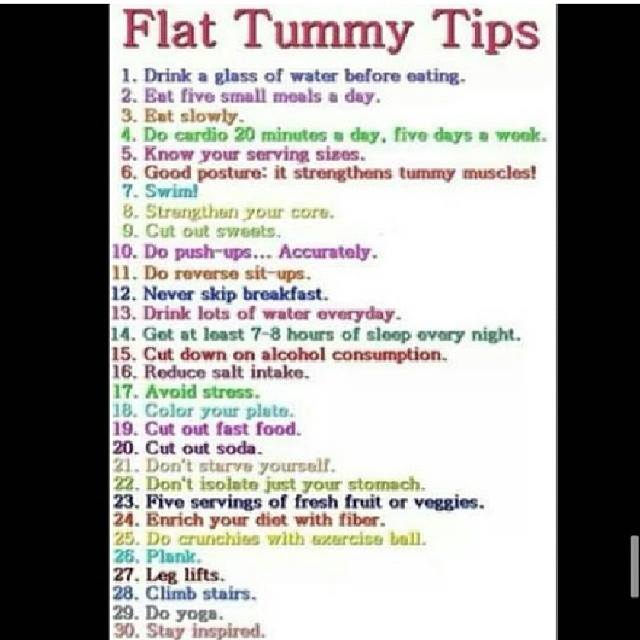 Flat Tummy Tips
1. Drink a glass of water before eating.
2. Eat five small meals a day.
3. Eat slowly.
4. Do cardio 20 minutes a day, five days a week.
5. Know your serving sizes.
6. Good posture: it strengthens tummy muscles!
7. Swim!
8. Strengthen your core.
9. Cut out sweets.
10. Do push-ups... Accurately.
11. Do reverse sit-ups.
12. Never skip breakfast.
13. Drink lots of water everyday.
14. Get at least 7-8 hours of sleep every night.
15. Cut down on alcohol consumption.
16. Reduce salt intake.
17. Avoid stress.
18. Color your plate.
19. Cut out fast food.
20. Cut out soda.
21. Don't starve yourself.
22. Don't isolate just your stomach.
23. Five servings of fresh fruit or veggies.
24. Enrich your diet with fiber.
25. Do crunchies with exercise ball.
26. Plank.
27. Leg lifts.
28. Climb stairs.
29. Do yoga.
30. Stay inspired.